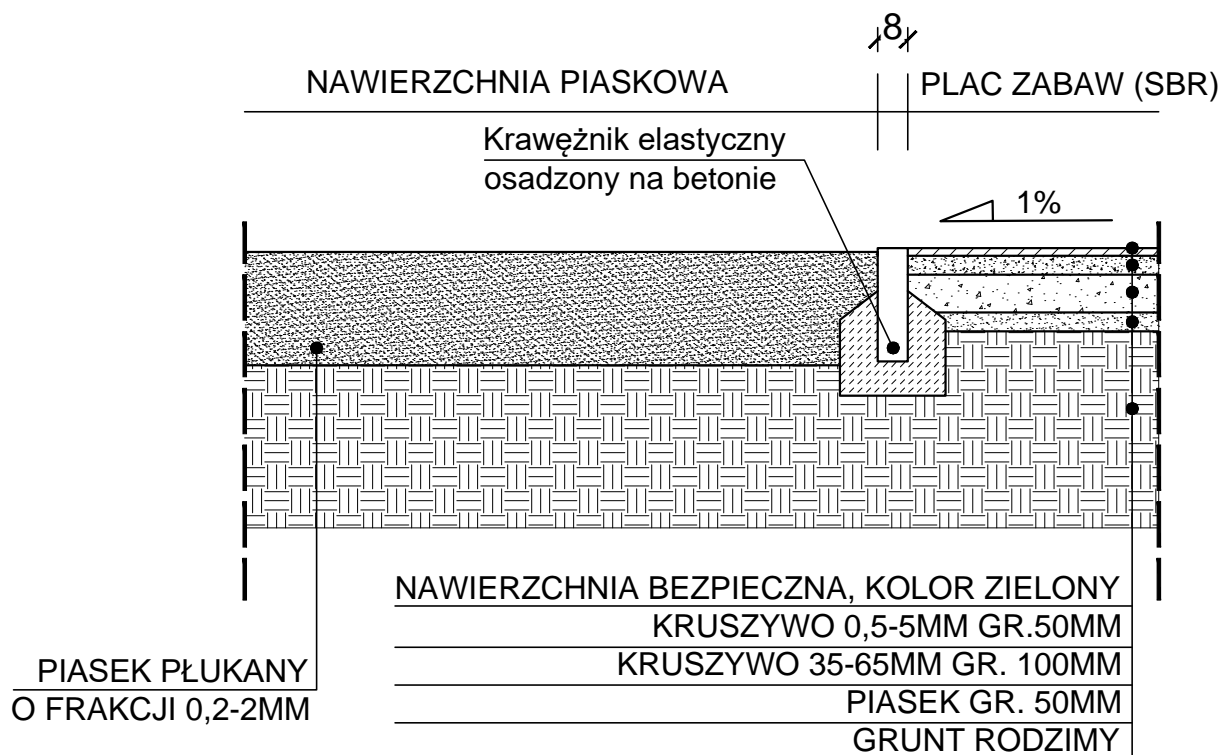 8
NAWIERZCHNIA PIASKOWA
PLAC ZABAW (SBR)
Krawężnik elastyczny
osadzony na betonie
1%
NAWIERZCHNIA BEZPIECZNA, KOLOR ZIELONY
KRUSZYWO 0,5-5MM GR.50MM
KRUSZYWO 35-65MM GR. 100MM
PIASEK GR. 50MM
GRUNT RODZIMY
PIASEK PŁUKANY
O FRAKCJI 0,2-2MM